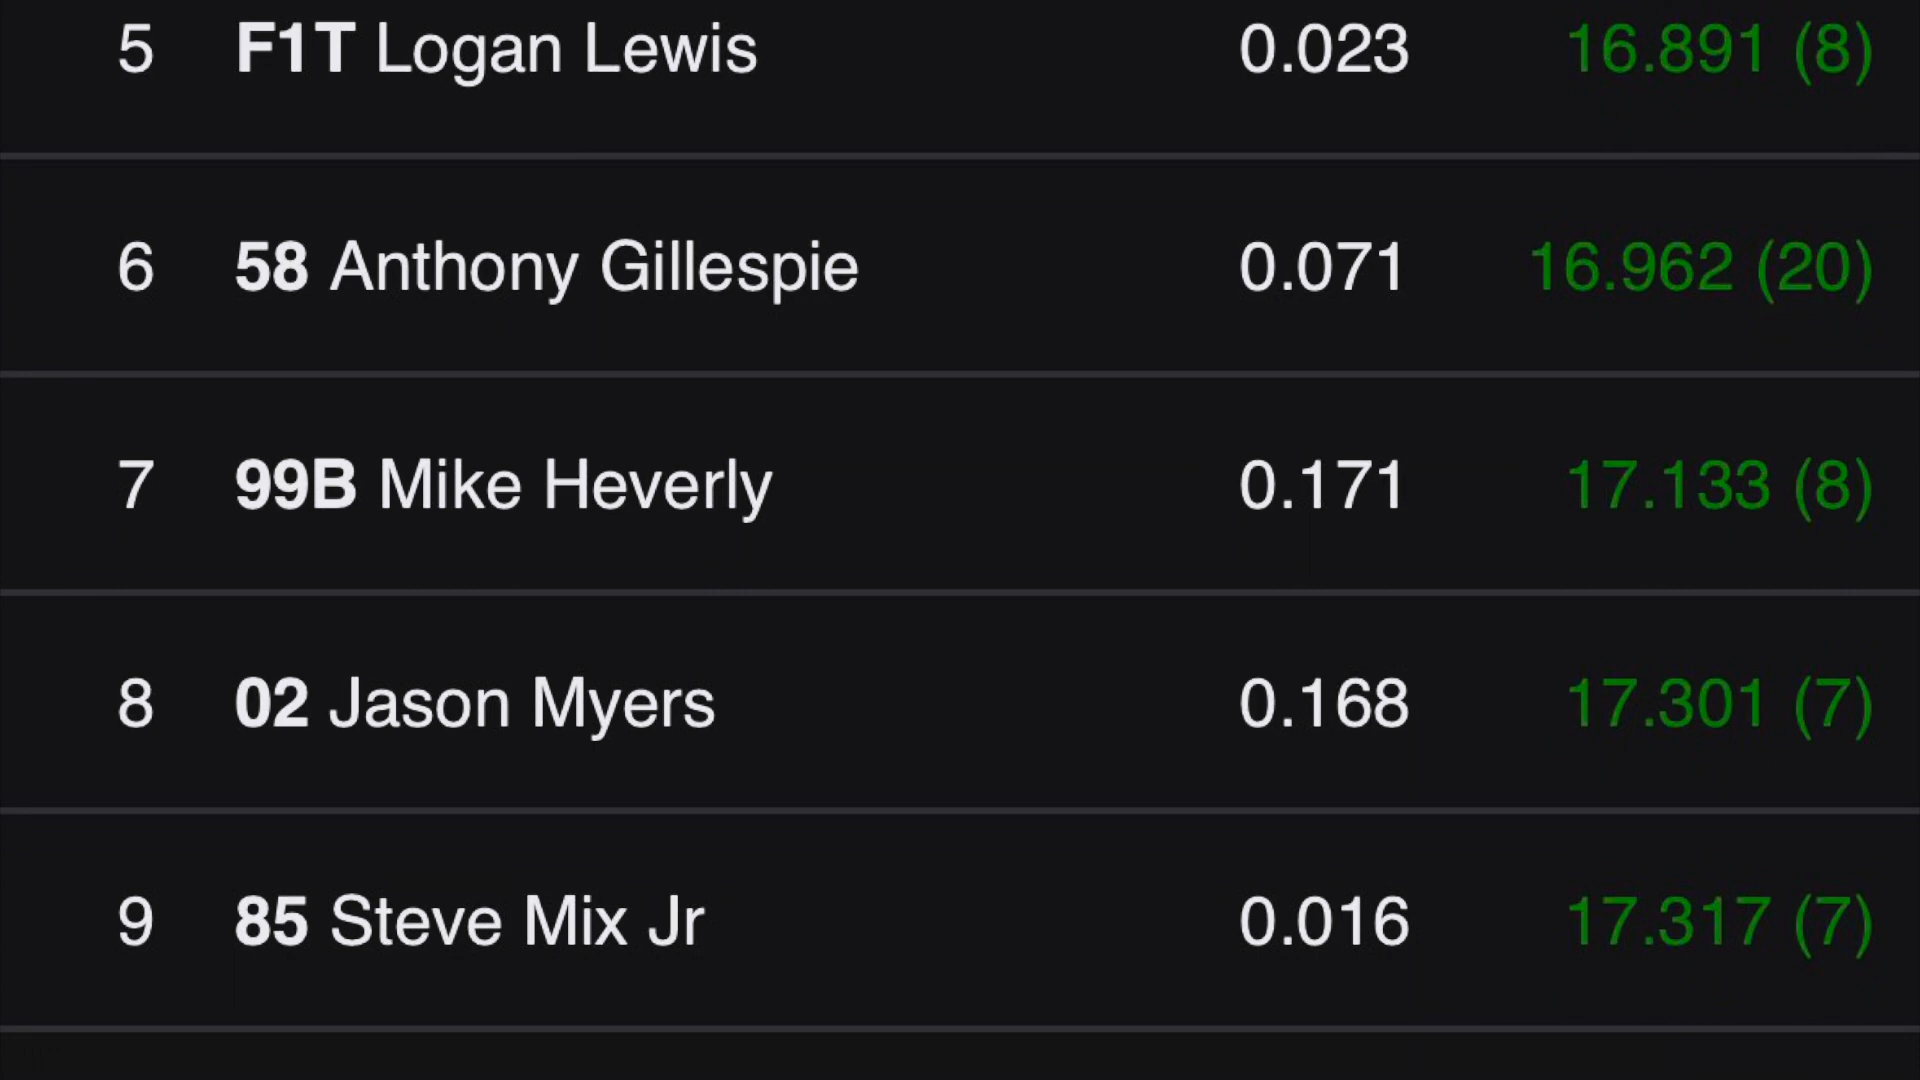 5 F1T Logan Lewis 0.023 16.891 (8)
6 58 Anthony Gillespie 0.071 16.962 (20)
7 99B Mike Heverly 0.171 17.133 (8)
8 02 Jason Myers 0.168 17.301 (7)
9 85 Steve Mix Jr 0.016 17.317 (7)